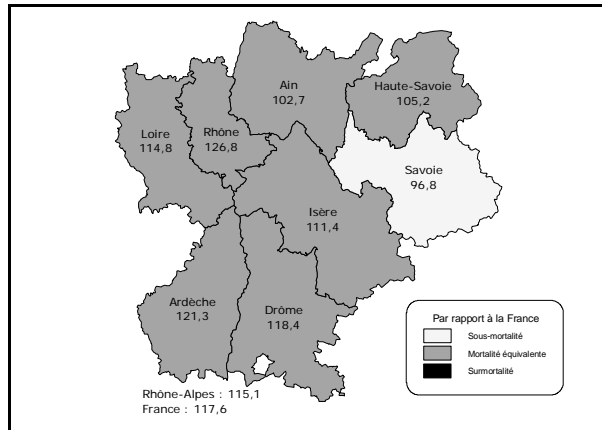 Ain
102,7
Haute-Savoie
105,2
Loire
114,8
Rhône
126,8
Savoie
96,8
Isère
111,4
Ardèche
121,3
Drôme
118,4
Par rapport à la France
Sous-mortalité
Mortalité équivalente
Surmortalité
Rhône-Alpes : 115,1
France : 117,6